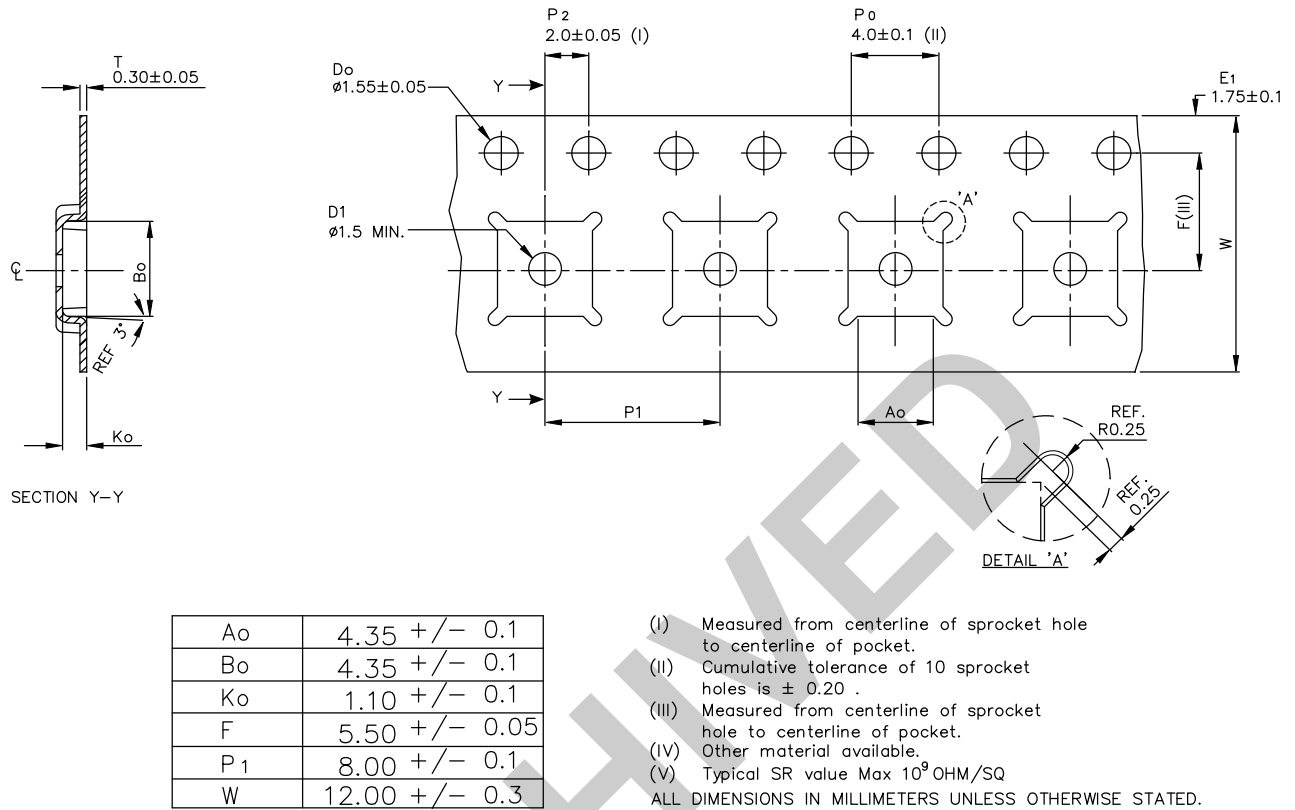 P2
2.0±0.05 (I)
Po
4.0±0.1 (II)
T
0.30±0.05
Do
ø1.55±0.05
Y
E1
1.75±0.1
'A'
D1
ø1.5 MIN.
F(III)
W
℄
Bo
REF 3°
Ko
Y
P1
Ao
REF.
R0.25
REF.
0.25
DETAIL 'A'
SECTION Y-Y
Ao 4.35 +/- 0.1
Bo 4.35 +/- 0.1
Ko 1.10 +/- 0.1
F 5.50 +/- 0.05
P1 8.00 +/- 0.1
W 12.00 +/- 0.3
(I) Measured from centerline of sprocket hole
to centerline of pocket.
(II) Cumulative tolerance of 10 sprocket
holes is ± 0.20 .
(III) Measured from centerline of sprocket
hole to centerline of pocket.
(IV) Other material available.
(V) Typical SR value Max 10⁹ OHM/SQ
ALL DIMENSIONS IN MILLIMETERS UNLESS OTHERWISE STATED.
HIVED